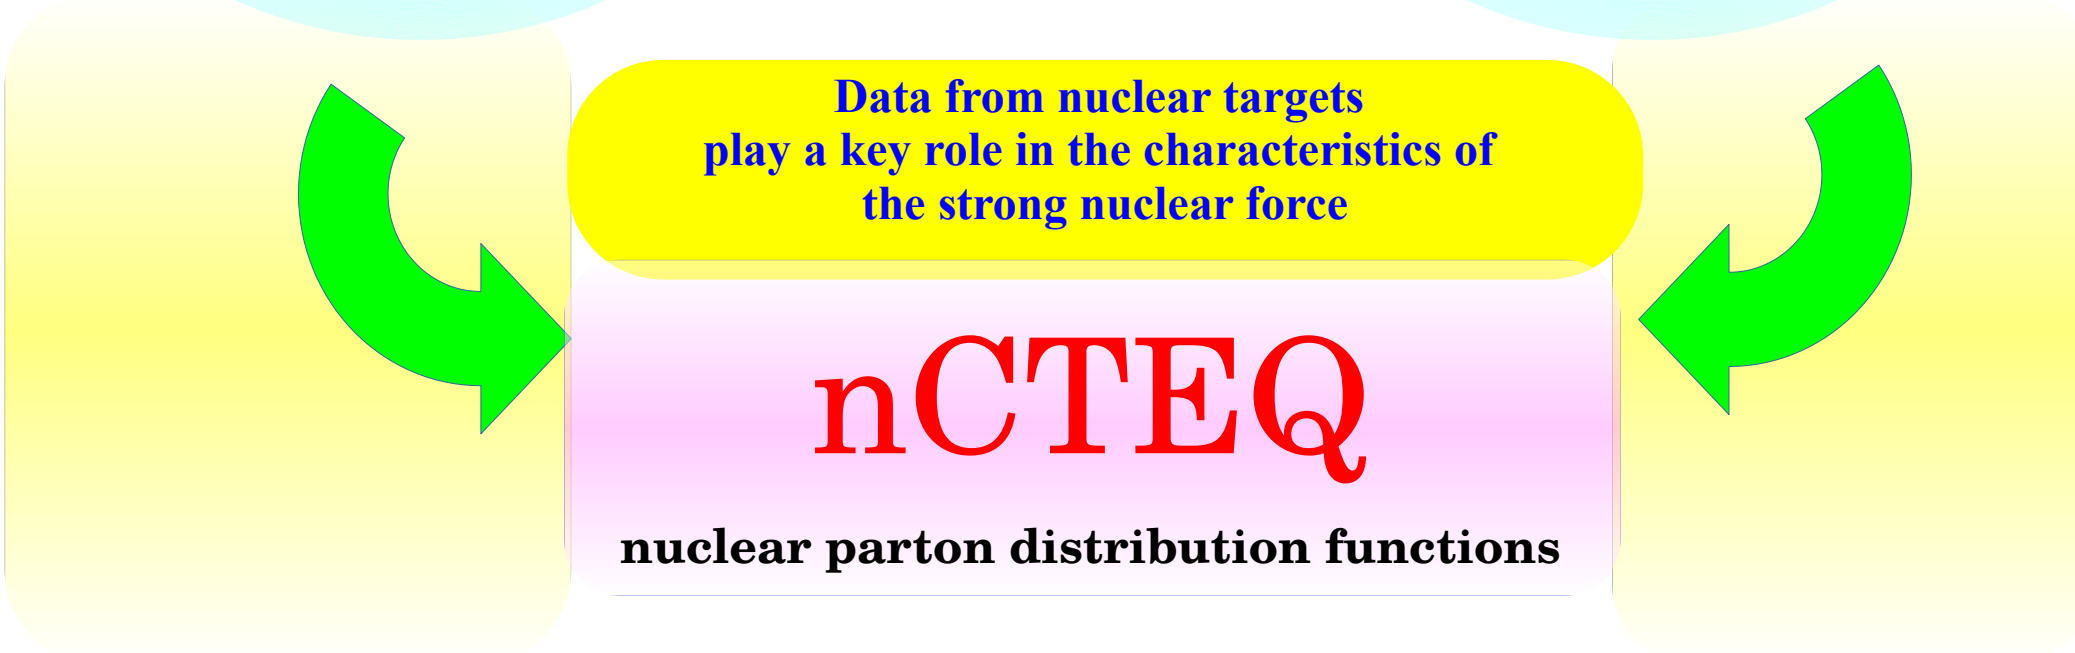 Data from nuclear targets
play a key role in the characteristics of
the strong nuclear force
nCTEQ
nuclear parton distribution functions